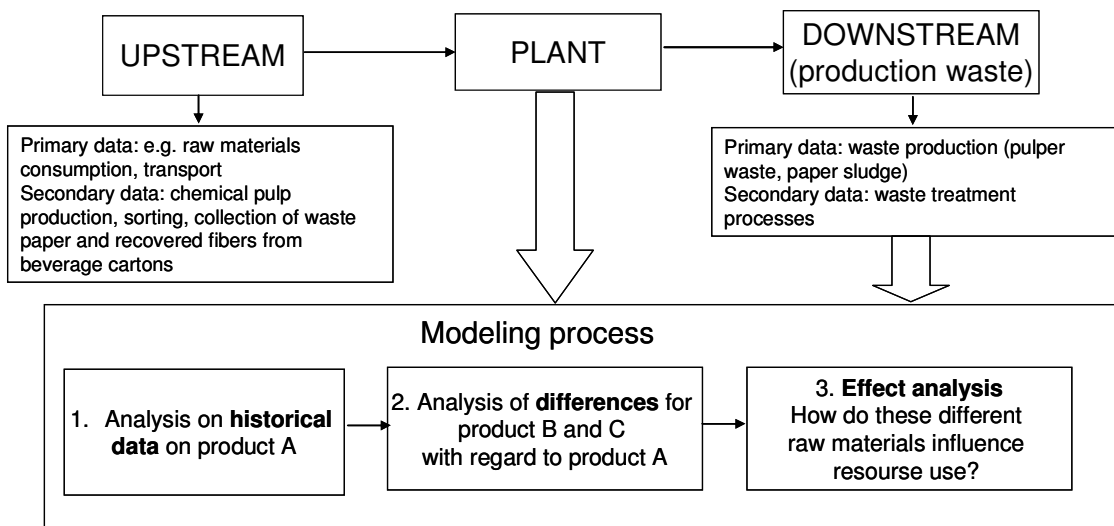 UPSTREAM
PLANT
DOWNSTREAM
(production waste)
Primary data: e.g. raw materials
consumption, transport
Secondary data: chemical pulp
production, sorting, collection of waste
paper and recovered fibers from
beverage cartons
Primary data: waste production (pulper
waste, paper sludge)
Secondary data: waste treatment
processes
Modeling process
1. Analysis on historical
data on product A
2. Analysis of differences for
product B and C
with regard to product A
3. Effect analysis
How do these different
raw materials influence
resourse use?